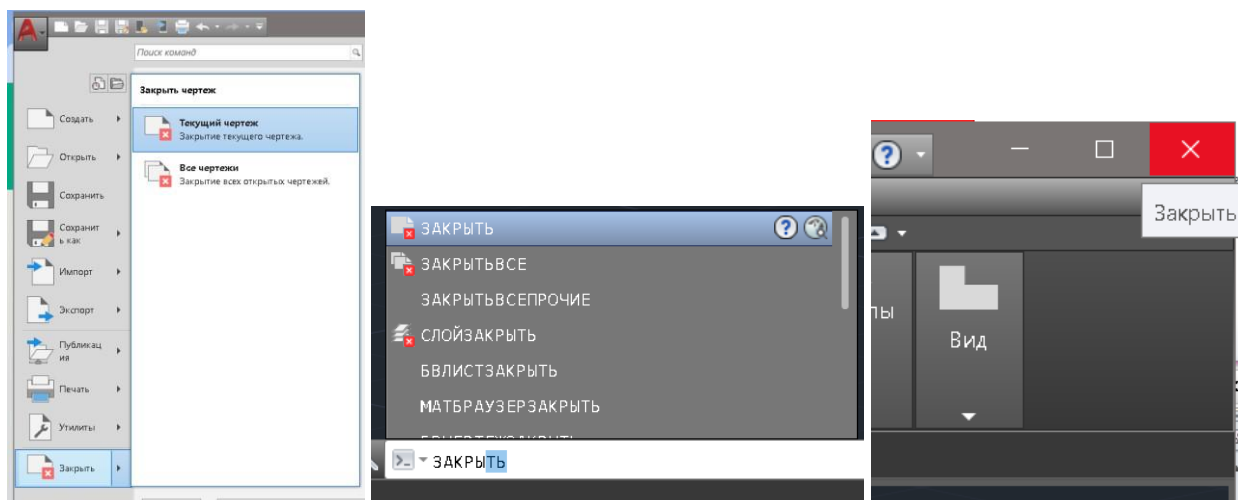 Поиск команд
Закрыть чертеж
Текущий чертеж
Закрытие текущего чертежа.
Все чертежи
Закрытие всех открытых чертежей.
Создать
Открыть
Сохранить
Сохранит
ь как
Импорт
Экспорт
Публикац
ия
Печать
Утилиты
Закрыть
ЗАКРЫТЬ
ЗАКРЫТЬВСЕ
ЗАКРЫТЬВСЕПРОЧИЕ
СЛОЙЗАКРЫТЬ
БВЛИСТЗАКРЫТЬ
МАТБРАУЗЕРЗАКРЫТЬ
ЗАКРЫТЬ
Закрыть
лы
Вид